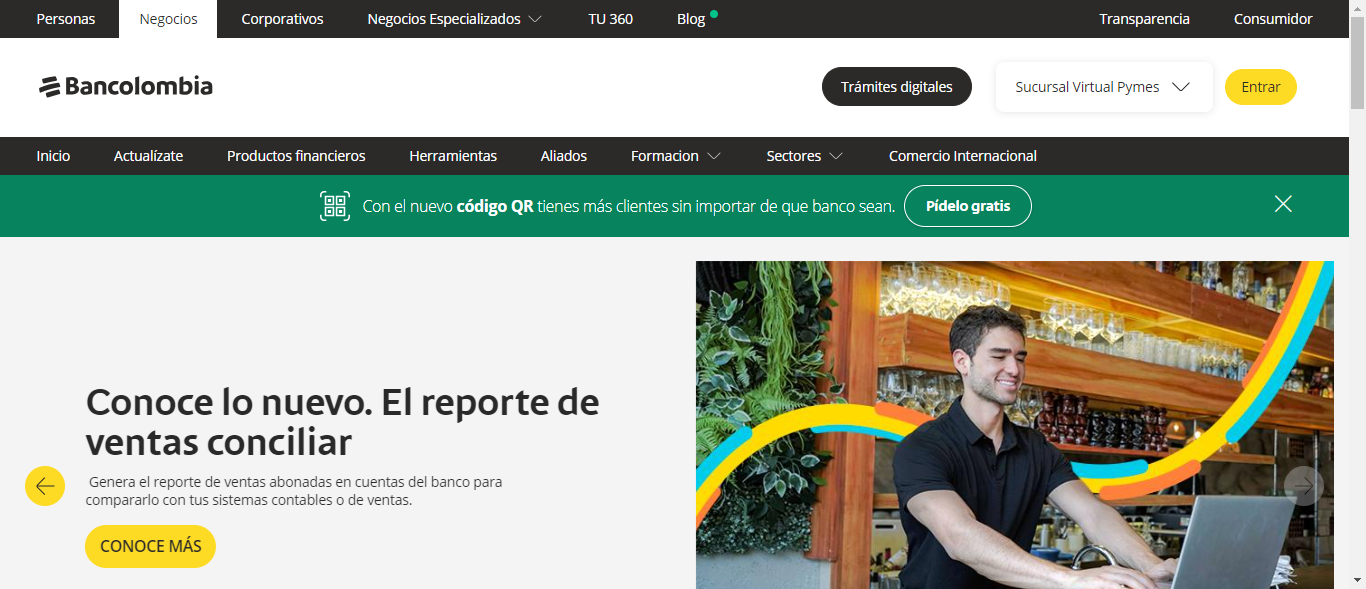 Personas Negocios Corporativos Negocios Especializados TU 360 Blog Transparencia Consumidor
Bancolombia Trámites digitales Sucursal Virtual Pymes Entrar
Inicio Actualízate Productos financieros Herramientas Aliados Formacion Sectores Comercio Internacional
Con el nuevo código QR tienes más clientes sin importar de que banco sean. Pídelo gratis
Conoce lo nuevo. El reporte de
ventas conciliar
Genera el reporte de ventas abonadas en cuentas del banco para
compararlo con tus sistemas contables o de ventas.
CONOCE MÁS